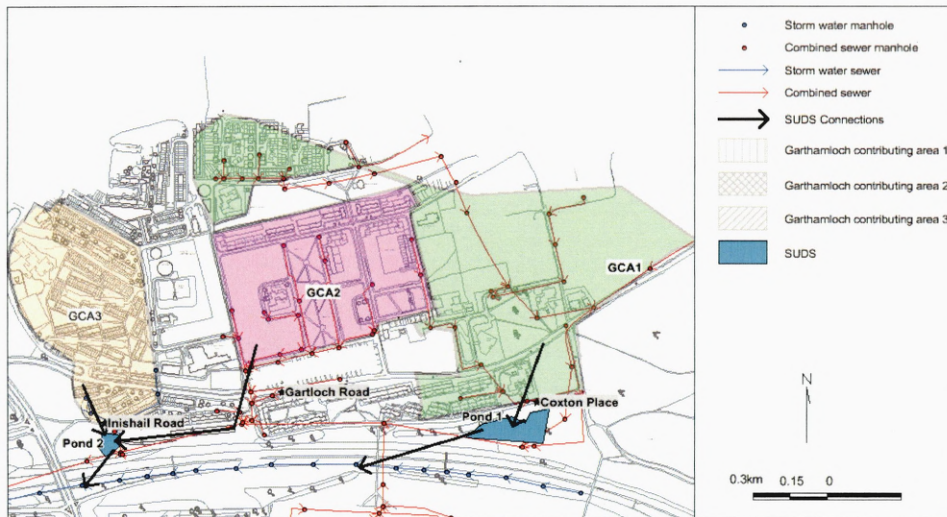 Storm water manhole
Combined sewer manhole
Storm water sewer
Combined sewer
SUDS Connections
Garthamloch contributing area 1
Garthamloch contributing area 2
Garthamloch contributing area 3
SUDS
GCA1
GCA2
GCA3
Gartloch Road
Coxton Place
Pond 1
Inishail Road
Pond 2
N
0.3km 0.15 0